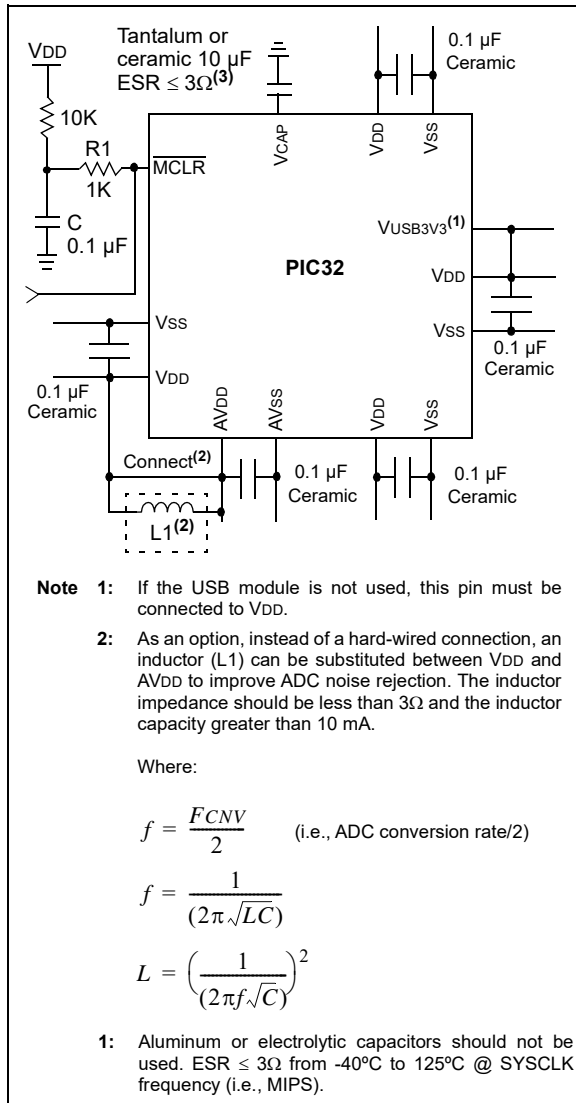 Tantalum or
ceramic 10 µF
ESR ≤ 3Ω(3)
0.1 µF
Ceramic
VDD
10K
R1
1K
C
0.1 µF
MCLR
VCAP
VDD
VSS
VUSB3V3(1)
VDD
VSS
PIC32
0.1 µF
Ceramic
VSS
VDD
0.1 µF
Ceramic
AVDD
AVSS
VDD
VSS
Connect(2)
L1(2)
0.1 µF
Ceramic
0.1 µF
Ceramic
Note 1: If the USB module is not used, this pin must be
connected to VDD.
2: As an option, instead of a hard-wired connection, an
inductor (L1) can be substituted between VDD and
AVDD to improve ADC noise rejection. The inductor
impedance should be less than 3Ω and the inductor
capacity greater than 10 mA.
Where:
f = FCNV / 2 (i.e., ADC conversion rate/2)
f = 1 / (2π√LC)
L = (1 / (2πf√C))²
1: Aluminum or electrolytic capacitors should not be
used. ESR ≤ 3Ω from -40ºC to 125ºC @ SYSCLK
frequency (i.e., MIPS).